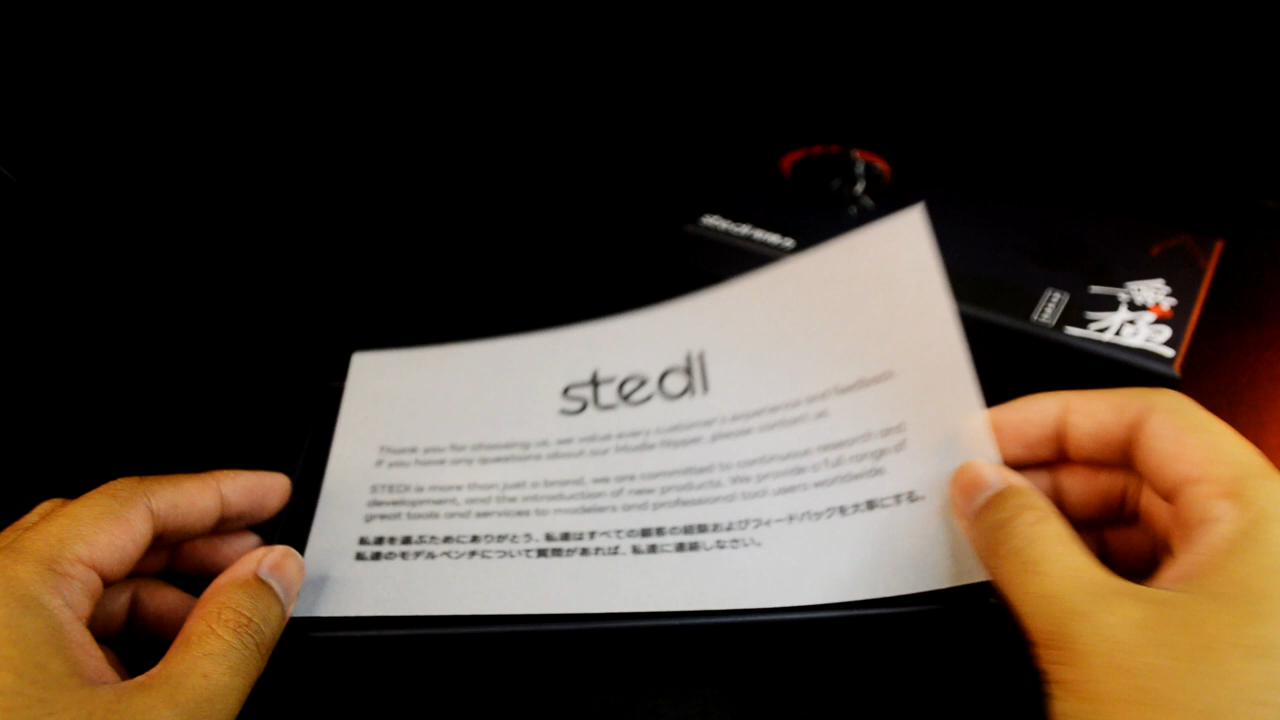 stedi
Thank you for choosing us, we value every customer's experience and feedback.
If you have any questions about our Modle Nipper, please contact us.
STEDI is more than just a brand, we are committed to continuous research and
development, and the introduction of new products. We provide a full range of
great tools and services to modelers and professional tool users worldwide.
私達を選ぶためにありがとう、私達はすべての顧客の経験およびフィードバックを大事にする。
私達のモデルペンチについて質問があれば、私達に連絡しなさい。
極